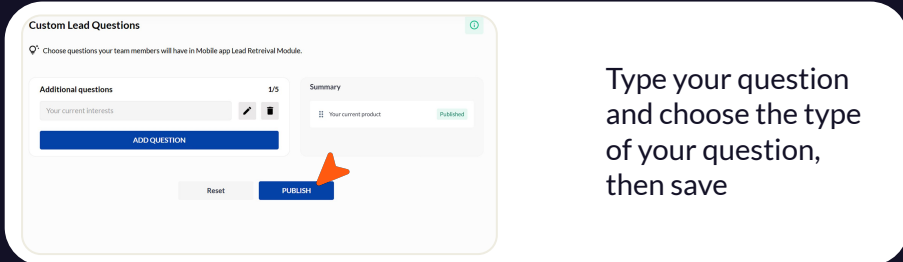 Custom Lead Questions
Choose questions your team members will have in Mobile app Lead Retreival Module.
Additional questions 1/5
Your current interests
ADD QUESTION
Summary
Your current product Published
Reset PUBLISH
Type your question
and choose the type
of your question,
then save